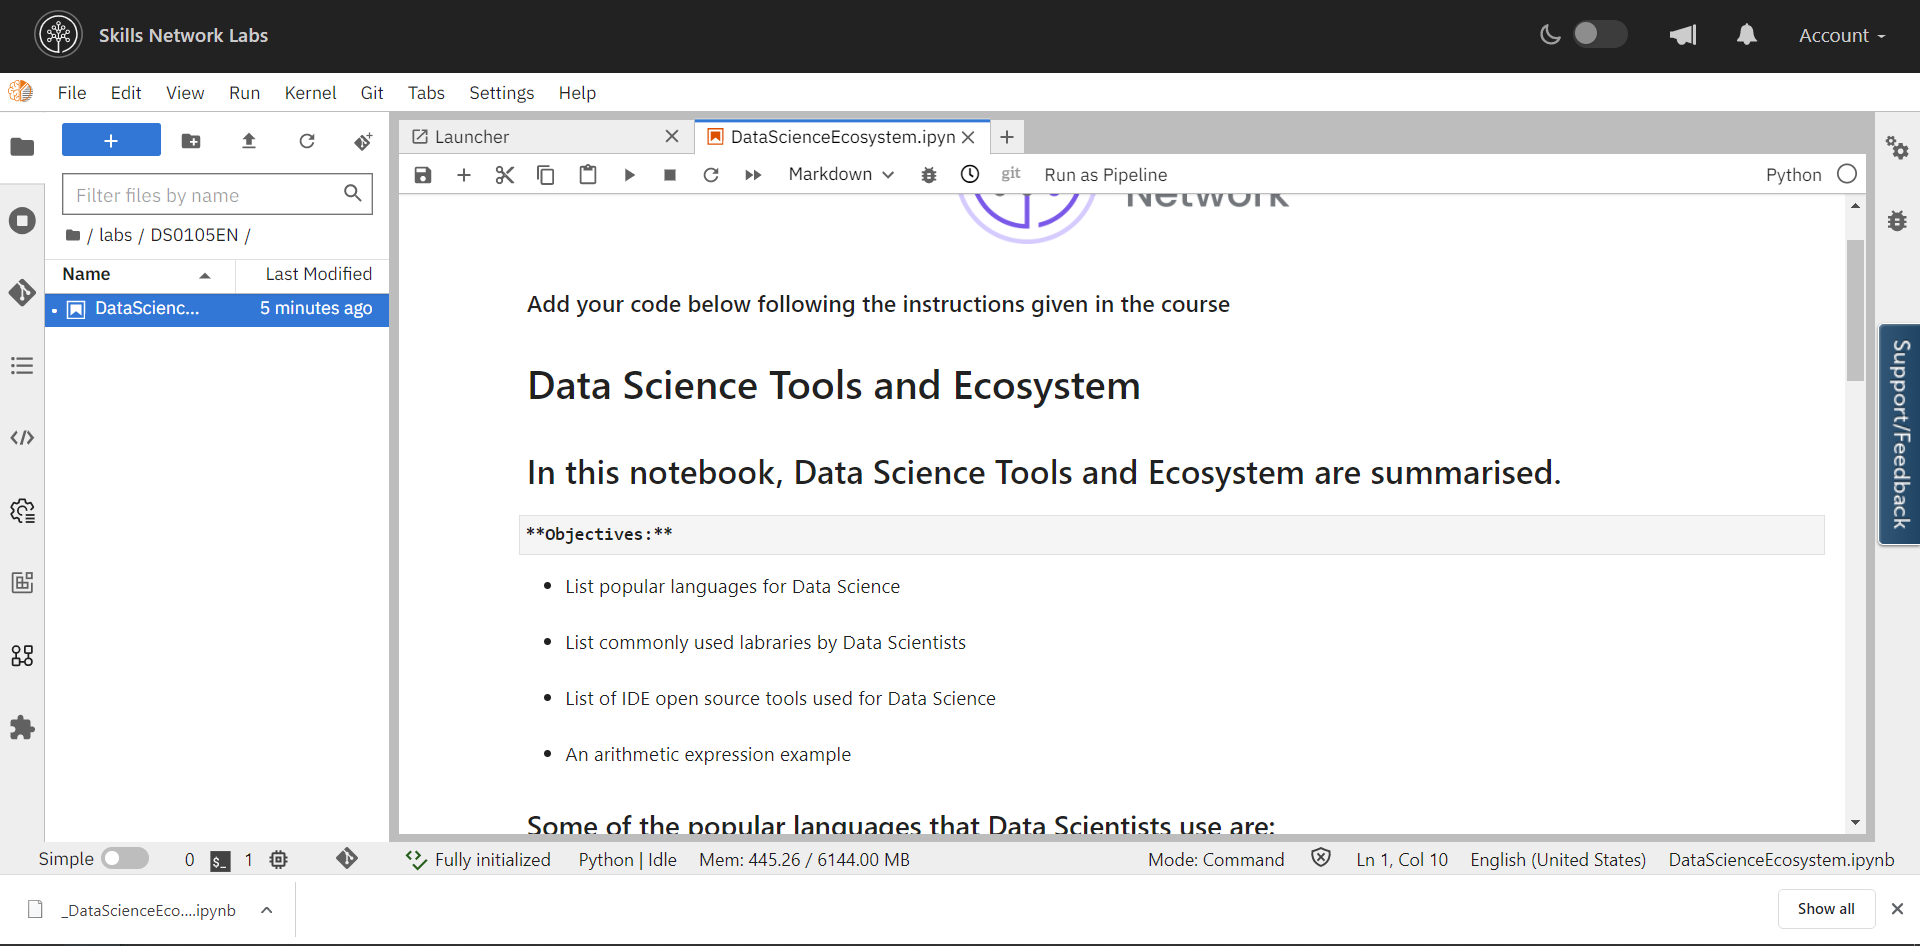 Skills Network Labs
Account
File Edit View Run Kernel Git Tabs Settings Help
+
Launcher
DataScienceEcosystem.ipyn
+
Markdown
git
Run as Pipeline
Python
Filter files by name
/ labs / DS0105EN /
Name Last Modified
DataScienc... 5 minutes ago
Network
Add your code below following the instructions given in the course
Data Science Tools and Ecosystem
In this notebook, Data Science Tools and Ecosystem are summarised.
**Objectives:**
• List popular languages for Data Science
• List commonly used labraries by Data Scientists
• List of IDE open source tools used for Data Science
• An arithmetic expression example
Some of the popular languages that Data Scientists use are:
Support/Feedback
Simple 0 $_ 1 Fully initialized Python | Idle Mem: 445.26 / 6144.00 MB Mode: Command Ln 1, Col 10 English (United States) DataScienceEcosystem.ipynb
_DataScienceEco....ipynb
Show all